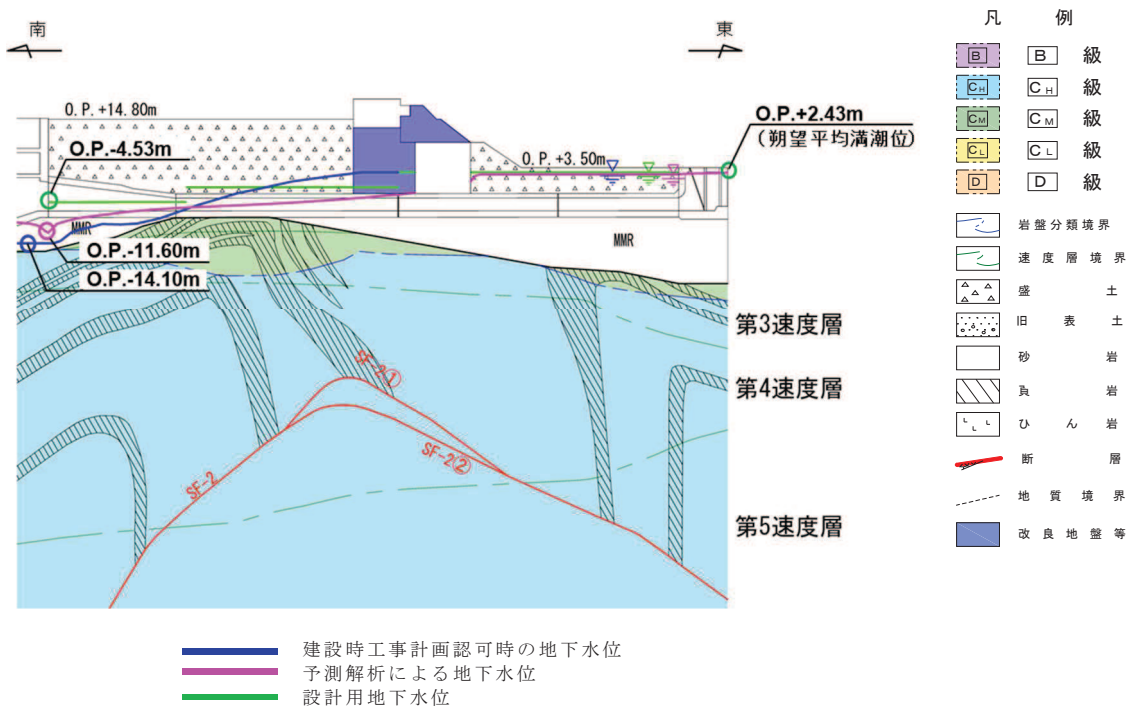 南
東
O.P.+14.80m
O.P.-4.53m
O.P.+3.50m
O.P.+2.43m
(朔望平均満潮位)
MMR
MMR
O.P.-11.60m
O.P.-14.10m
第3速度層
第4速度層
第5速度層
SF-2①
SF-2②
SF-2
凡 例
B B 級
CH CH 級
CM CM 級
CL CL 級
D D 級
岩盤分類境界
速度層境界
盛土
旧表土
砂岩
頁岩
ひん岩
断層
地質境界
改良地盤等
建設時工事計画認可時の地下水位
予測解析による地下水位
設計用地下水位